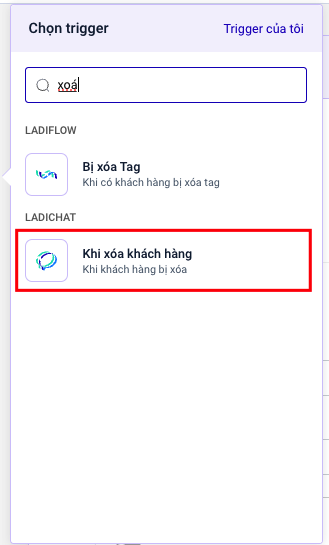 Chọn trigger
Trigger của tôi
xoá
LADIFLOW
Bị xóa Tag
Khi có khách hàng bị xóa tag
LADICHAT
Khi xóa khách hàng
Khi khách hàng bị xóa